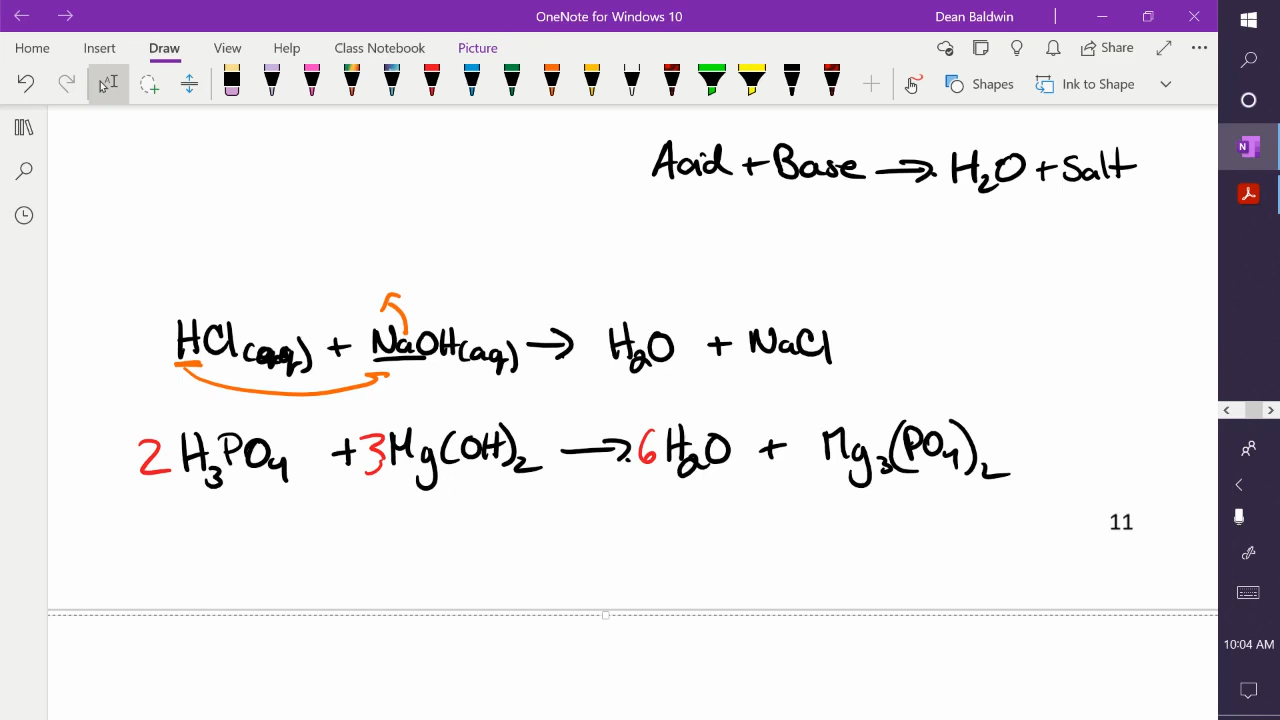 OneNote for Windows 10
Dean Baldwin
Home Insert Draw View Help Class Notebook Picture
Share
Shapes Ink to Shape
Acid + Base → H₂O + Salt
HCl(aq) + NaOH(aq) → H₂O + NaCl
2 H₃PO₄ + 3 Mg(OH)₂ → 6 H₂O + Mg₃(PO₄)₂
11
10:04 AM